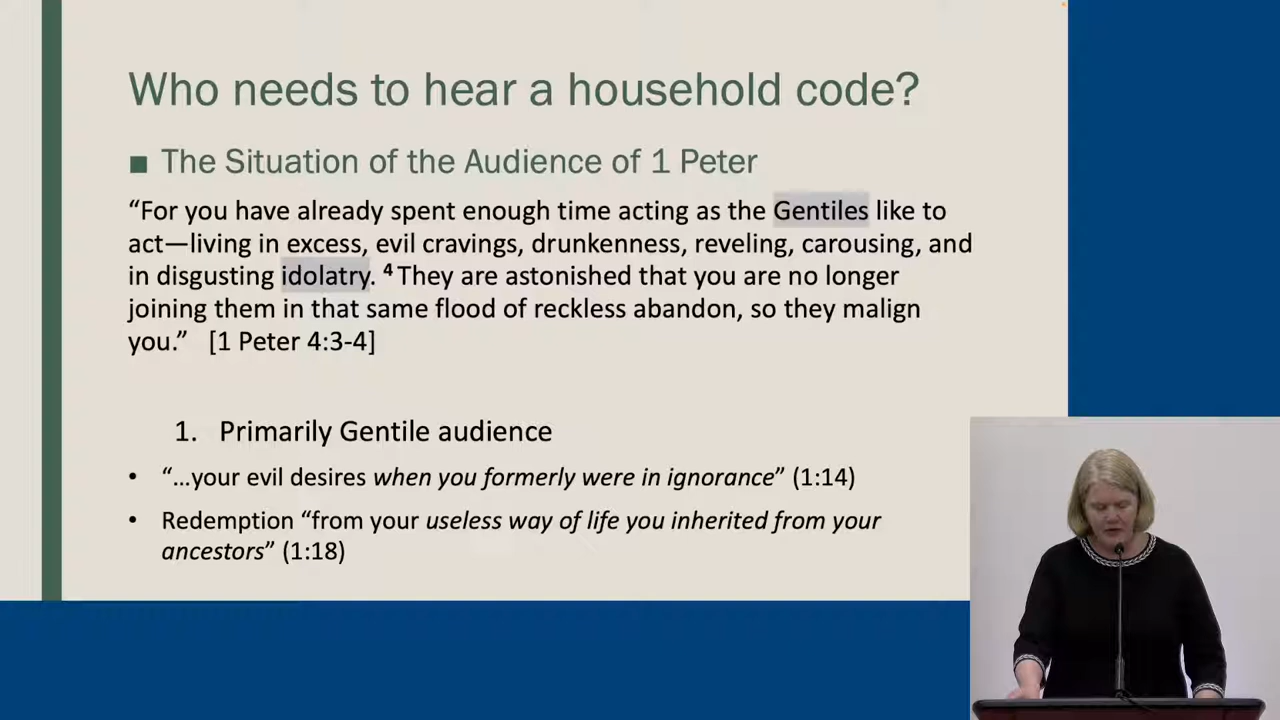 Who needs to hear a household code?
■ The Situation of the Audience of 1 Peter
“For you have already spent enough time acting as the Gentiles like to
act—living in excess, evil cravings, drunkenness, reveling, carousing, and
in disgusting idolatry. ⁴ They are astonished that you are no longer
joining them in that same flood of reckless abandon, so they malign
you.” [1 Peter 4:3-4]
1. Primarily Gentile audience
• “…your evil desires when you formerly were in ignorance” (1:14)
• Redemption “from your useless way of life you inherited from your
ancestors” (1:18)